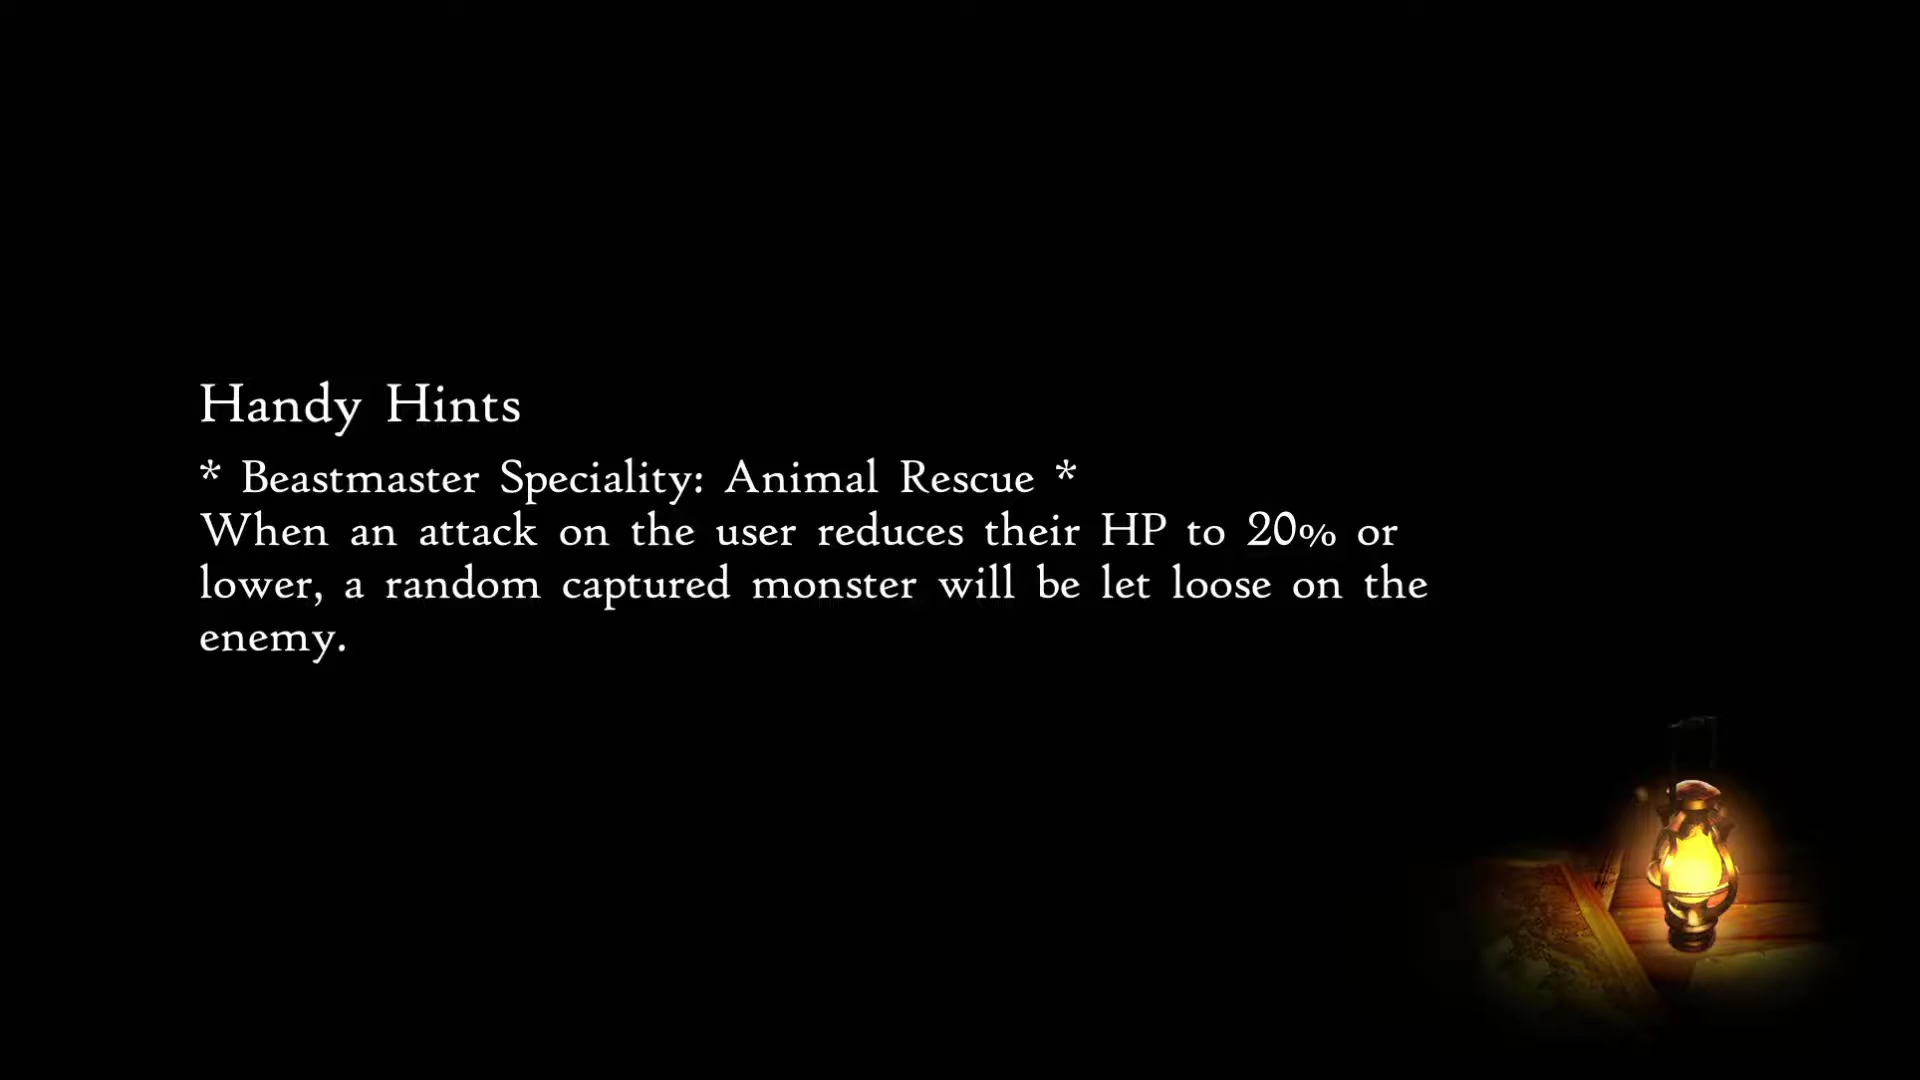 Handy Hints
* Beastmaster Speciality: Animal Rescue *
When an attack on the user reduces their HP to 20% or
lower, a random captured monster will be let loose on the
enemy.